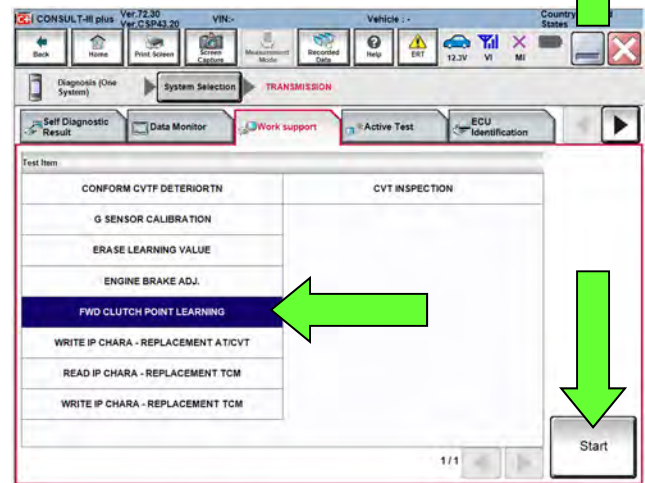 CONSULT-III plus
Ver.72.30
Ver.CSP43.20
VIN:-
Vehicle : -
Country
States
Back
Home
Print Screen
Screen Capture
Measurement Mode
Recorded Data
Help
ERT
12.3V
VI
MI
Diagnosis (One System)
System Selection
TRANSMISSION
Self Diagnostic Result
Data Monitor
Work support
Active Test
ECU Identification
Test Item
CONFORM CVTF DETERIORTN
CVT INSPECTION
G SENSOR CALIBRATION
ERASE LEARNING VALUE
ENGINE BRAKE ADJ.
FWD CLUTCH POINT LEARNING
WRITE IP CHARA - REPLACEMENT AT/CVT
READ IP CHARA - REPLACEMENT TCM
WRITE IP CHARA - REPLACEMENT TCM
1/1
Start